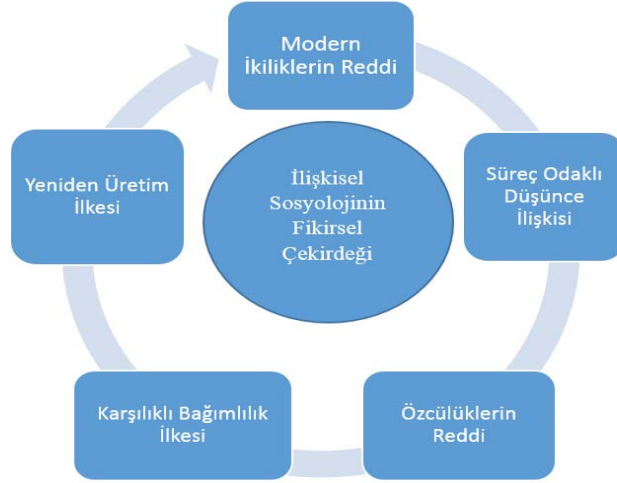 Modern
İkiliklerin Reddi
Süreç Odaklı
Düşünce
İlişkisi
Özcülüklerin
Reddi
Karşılıklı Bağımlılık
İlkesi
Yeniden Üretim
İlkesi
İlişkisel
Sosyolojinin
Fikirsel
Çekirdeği